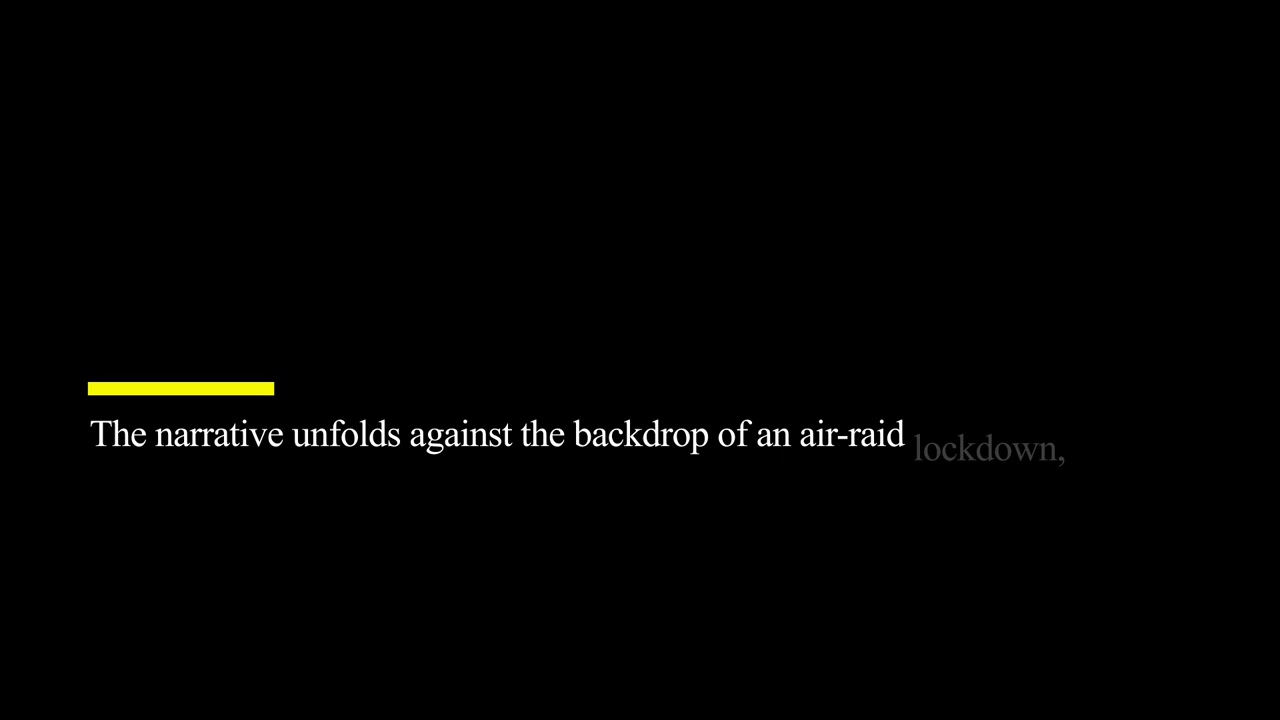 The narrative unfolds against the backdrop of an air-raid lockdown,